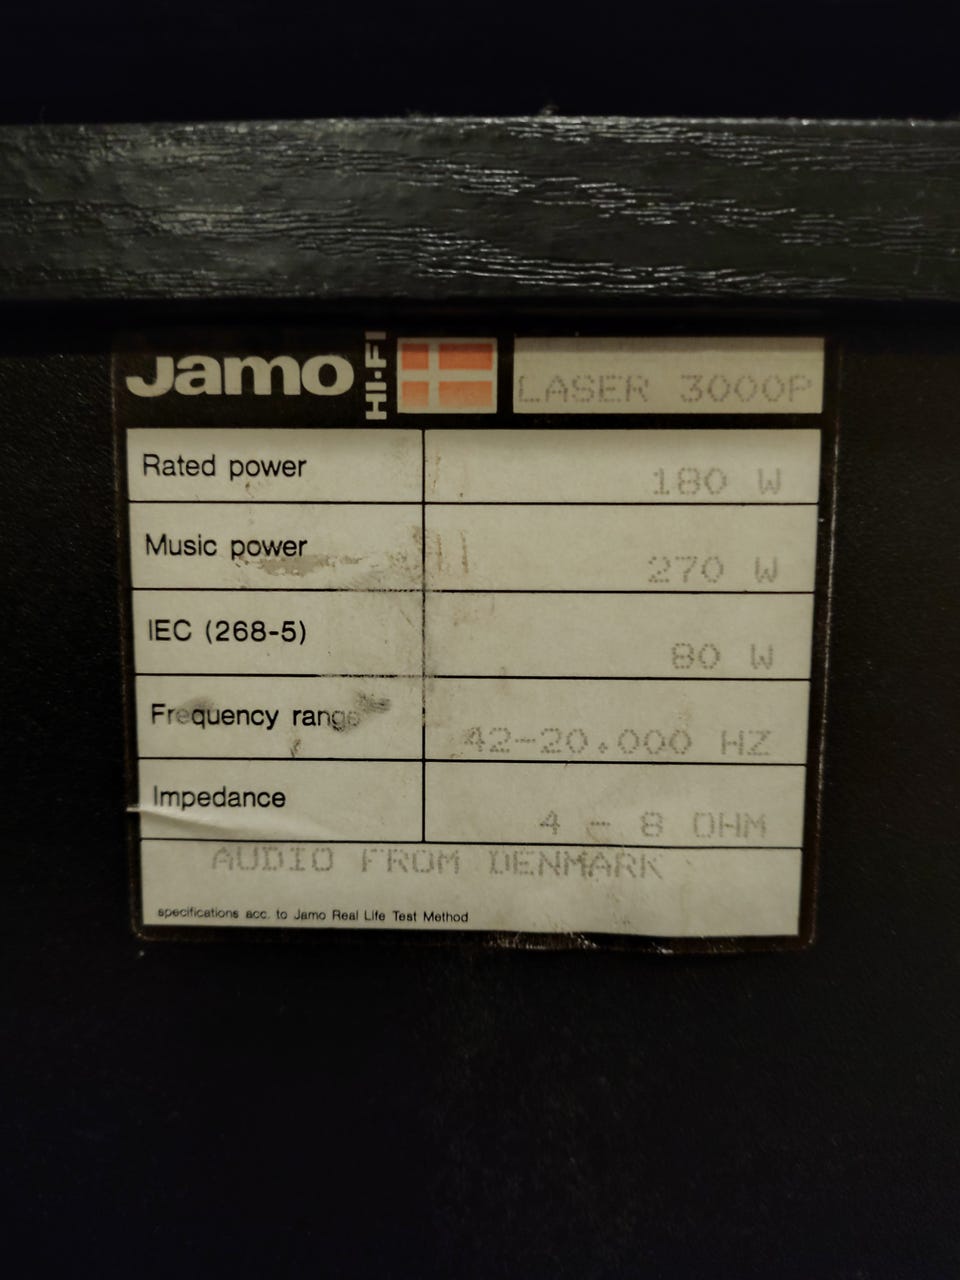 Jamo HI-FI LASER 3000P
Rated power 180 W
Music power 270 W
IEC (268-5) 80 W
Frequency range 42-20.000 HZ
Impedance 4 - 8 OHM
AUDIO FROM DENMARK
specifications acc. to Jamo Real Life Test Method